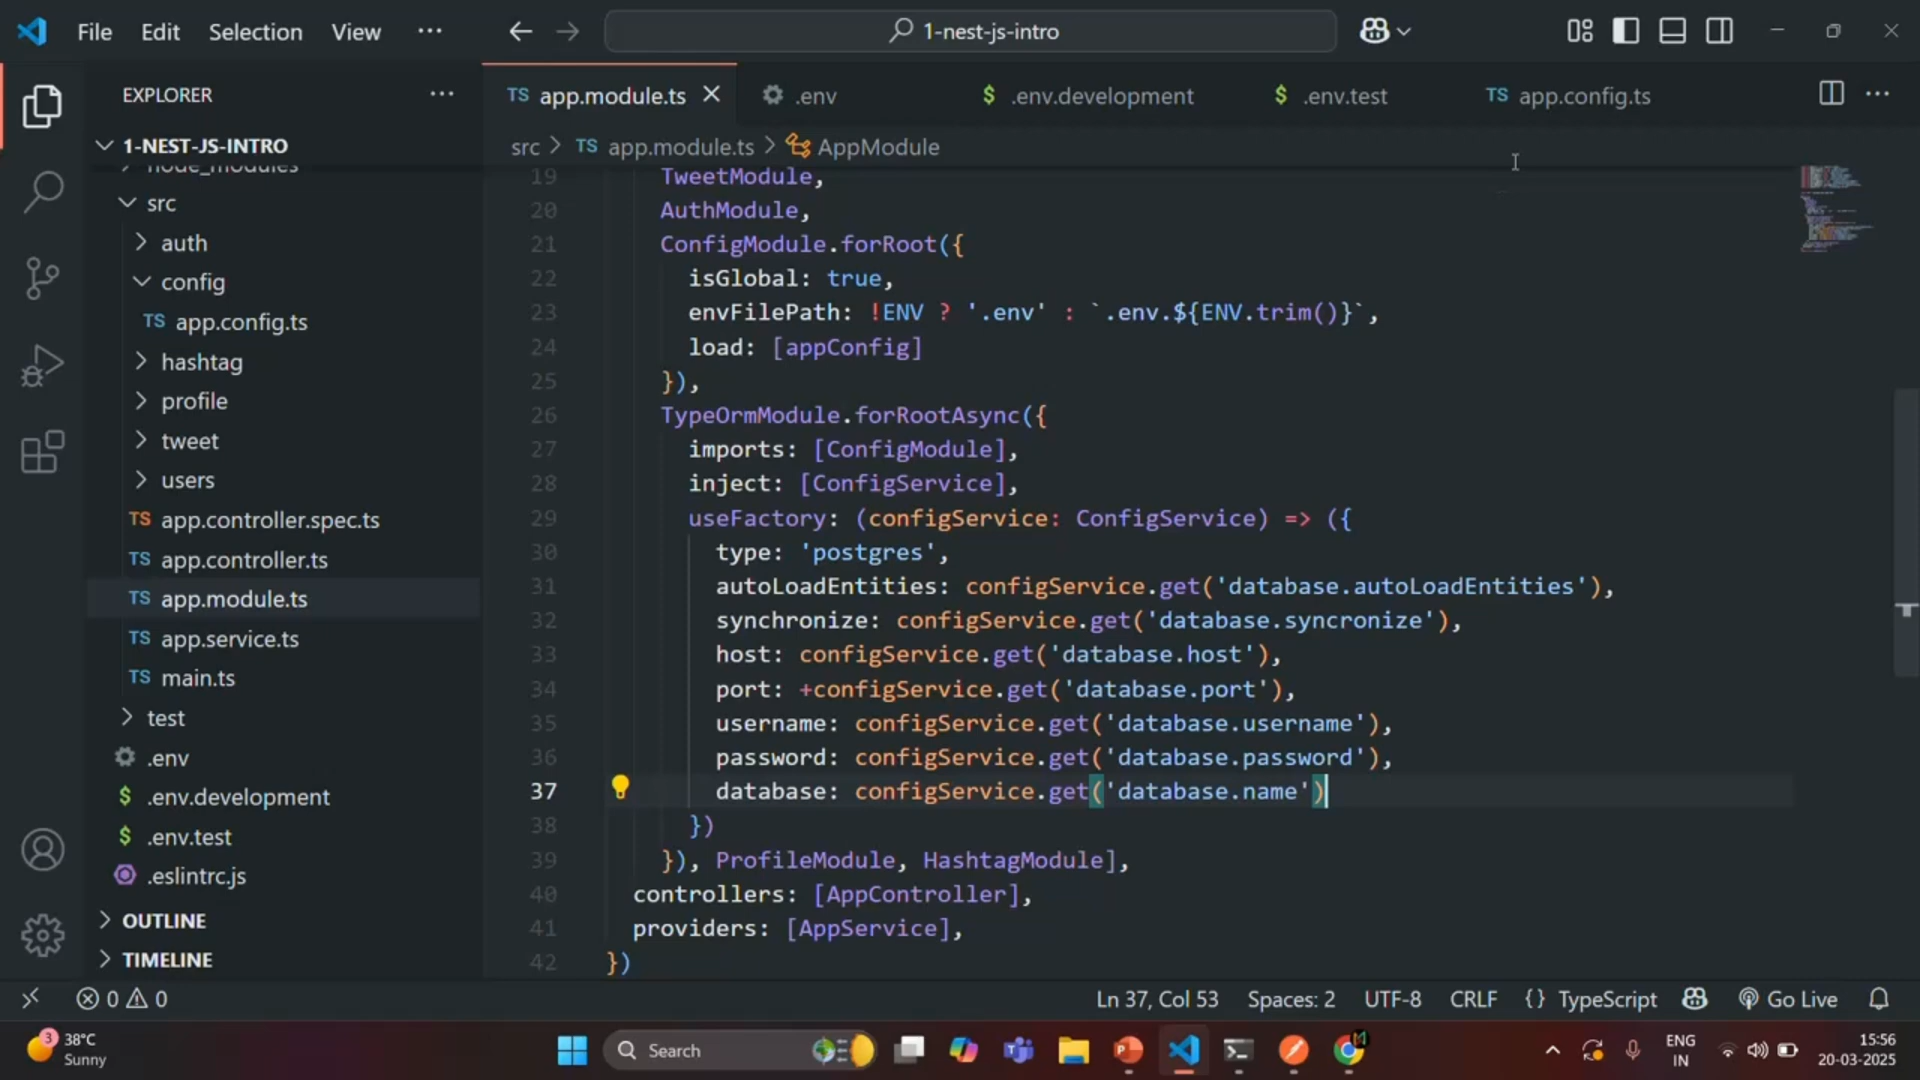 File Edit Selection View ...
1-nest-js-intro
EXPLORER ...
1-NEST-JS-INTRO
node_modules
src
auth
config
TS app.config.ts
hashtag
profile
tweet
users
TS app.controller.spec.ts
TS app.controller.ts
TS app.module.ts
TS app.service.ts
TS main.ts
test
.env
$ .env.development
$ .env.test
.eslintrc.js
OUTLINE
TIMELINE
TS app.module.ts
.env
$ .env.development
$ .env.test
TS app.config.ts
src > TS app.module.ts > AppModule
19 TweetModule,
20 AuthModule,
21 ConfigModule.forRoot({
22 isGlobal: true,
23 envFilePath: !ENV ? '.env' : `.env.${ENV.trim()}`,
24 load: [appConfig]
25 }),
26 TypeOrmModule.forRootAsync({
27 imports: [ConfigModule],
28 inject: [ConfigService],
29 useFactory: (configService: ConfigService) => ({
30 type: 'postgres',
31 autoLoadEntities: configService.get('database.autoLoadEntities'),
32 synchronize: configService.get('database.syncronize'),
33 host: configService.get('database.host'),
34 port: +configService.get('database.port'),
35 username: configService.get('database.username'),
36 password: configService.get('database.password'),
37 database: configService.get('database.name')
38 })
39 }), ProfileModule, HashtagModule],
40 controllers: [AppController],
41 providers: [AppService],
42 })
0 0
Ln 37, Col 53 Spaces: 2 UTF-8 CRLF {} TypeScript Go Live
3
38°C
Sunny
Search
ENG
IN
15:56
20-03-2025